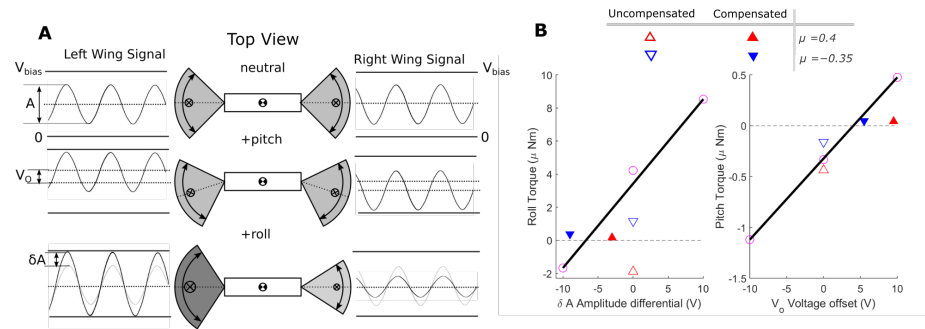 A
Top View
Left Wing Signal
neutral
Right Wing Signal
V_bias
V_bias
A
0
0
+pitch
V_o
+roll
δA
B
Uncompensated Compensated
μ =0.4
μ =-0.35
10
8
6
4
2
0
-2
Roll Torque (μ Nm)
-10 -5 0 5 10
δ A Amplitude differential (V)
0.5
0
-0.5
-1
-1.5
Pitch Torque (μ Nm)
-10 -5 0 5 10
V_o Voltage offset (V)